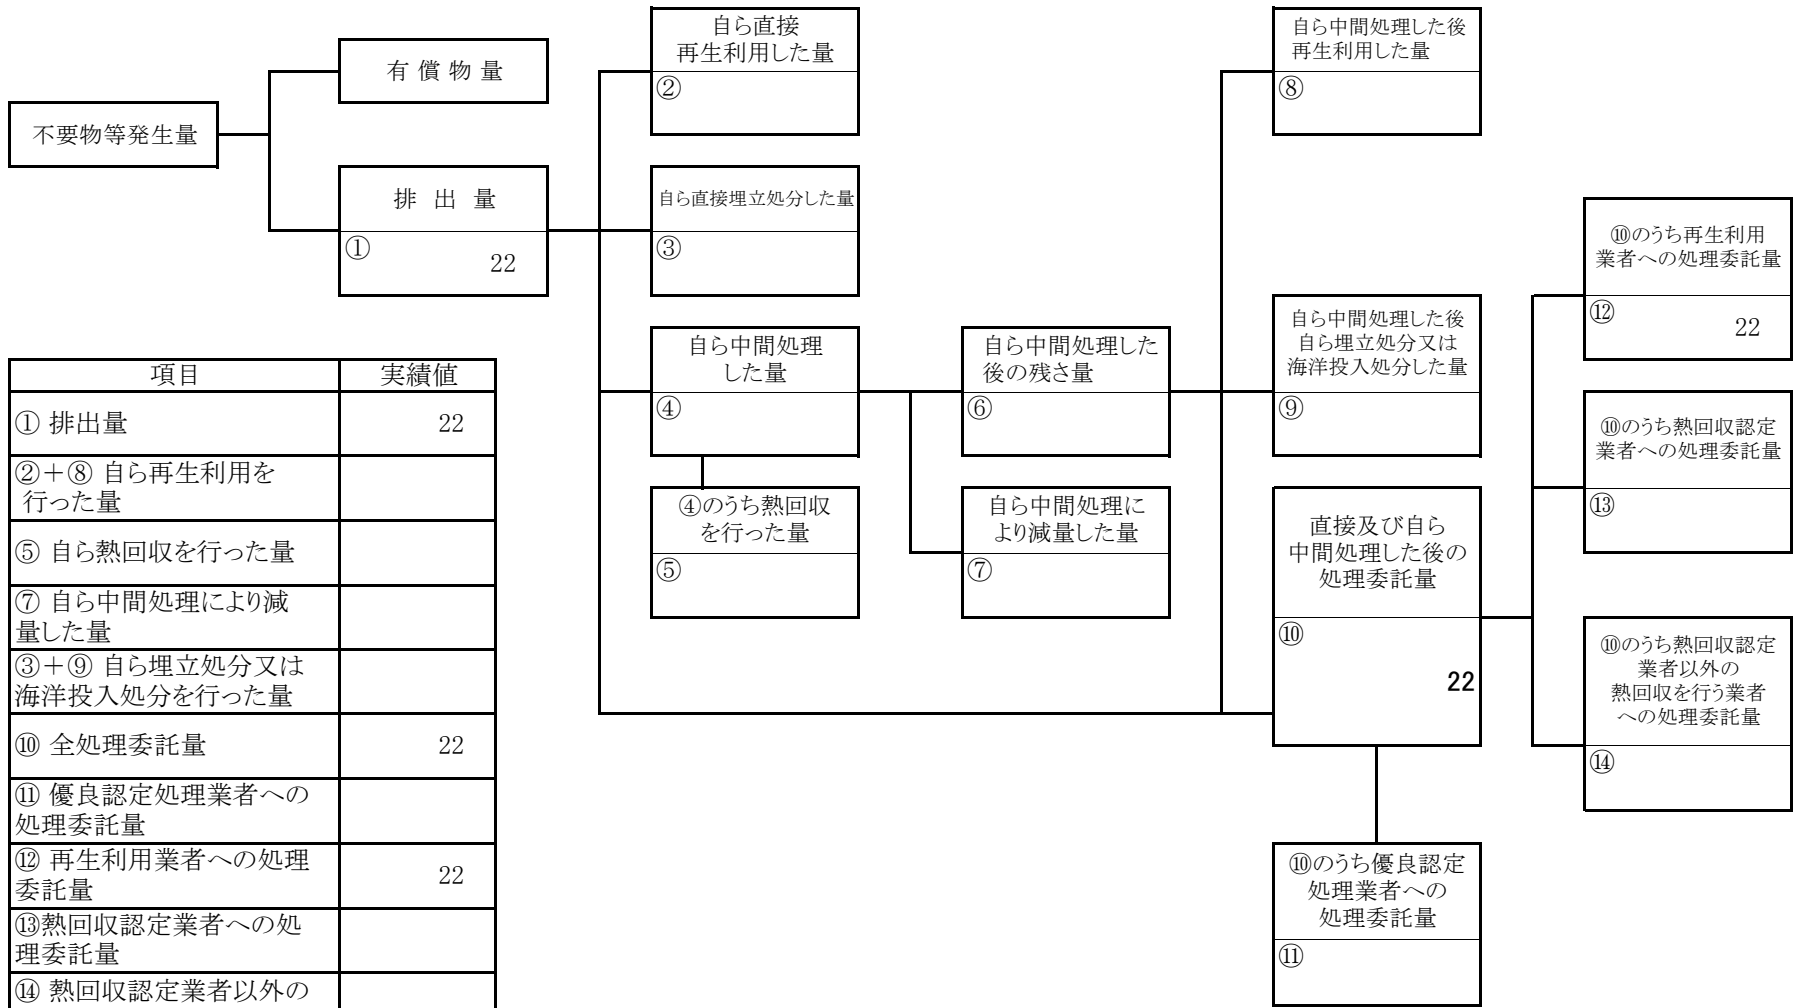 不要物等発生量
有 償 物 量
排 出 量
①
22
自ら直接
再生利用した量
②
自ら直接埋立処分した量
③
自ら中間処理
した量
④
④のうち熱回収
を行った量
⑤
自ら中間処理した
後の残さ量
⑥
自ら中間処理に
より減量した量
⑦
自ら中間処理した後
再生利用した量
⑧
自ら中間処理した後
自ら埋立処分又は
海洋投入処分した量
⑨
直接及び自ら
中間処理した後の
処理委託量
⑩
22
⑩のうち優良認定
処理業者への
処理委託量
⑪
⑩のうち再生利用
業者への処理委託量
⑫
22
⑩のうち熱回収認定
業者への処理委託量
⑬
⑩のうち熱回収認定
業者以外の
熱回収を行う業者
への処理委託量
⑭
項目 実績値
① 排出量 22
②+⑧ 自ら再生利用を
行った量
⑤ 自ら熱回収を行った量
⑦ 自ら中間処理により減
量した量
③+⑨ 自ら埋立処分又は
海洋投入処分を行った量
⑩ 全処理委託量 22
⑪ 優良認定処理業者への
処理委託量
⑫ 再生利用業者への処理
委託量 22
⑬熱回収認定業者への処
理委託量
⑭ 熱回収認定業者以外の